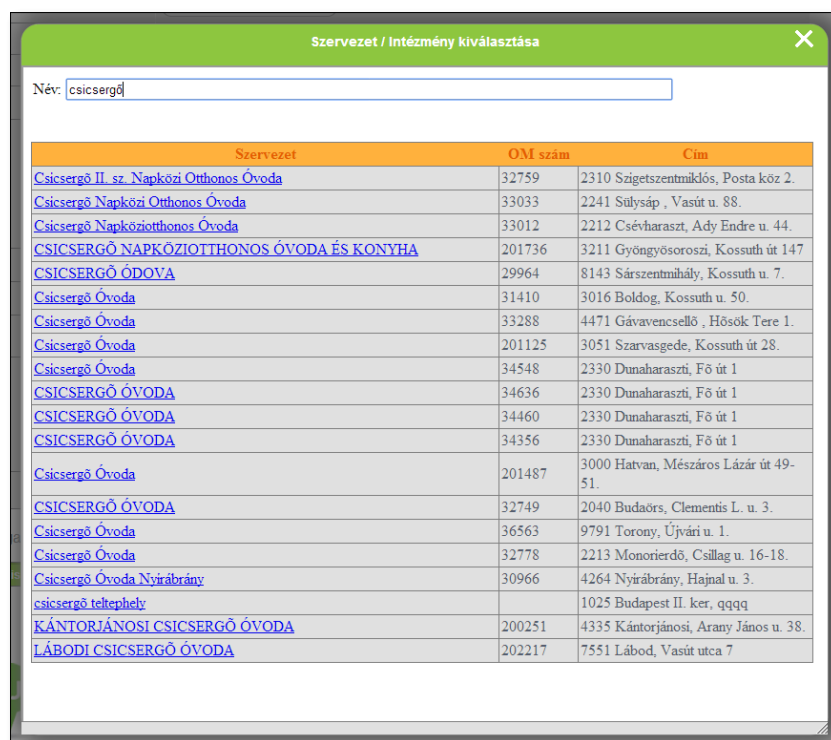 Szervezet / Intézmény kiválasztása
Név: csicsergő
Szervezet OM szám Cím
Csicsergõ II. sz. Napközi Otthonos Óvoda 32759 2310 Szigetszentmiklós, Posta köz 2.
Csicsergõ Napközi Otthonos Óvoda 33033 2241 Sülysáp , Vasút u. 88.
Csicsergõ Napköziotthonos Óvoda 33012 2212 Csévharaszt, Ady Endre u. 44.
CSICSERGÕ NAPKÖZIOTTHONOS ÓVODA ÉS KONYHA 201736 3211 Gyöngyösoroszi, Kossuth út 147
CSICSERGÕ ÓDOVA 29964 8143 Sárszentmihály, Kossuth u. 7.
Csicsergõ Óvoda 31410 3016 Boldog, Kossuth u. 50.
Csicsergõ Óvoda 33288 4471 Gávavencsellõ , Hõsök Tere 1.
Csicsergõ Óvoda 201125 3051 Szarvasgede, Kossuth út 28.
Csicsergõ Óvoda 34548 2330 Dunaharaszti, Fõ út 1
CSICSERGÕ ÓVODA 34636 2330 Dunaharaszti, Fõ út 1
CSICSERGÕ ÓVODA 34460 2330 Dunaharaszti, Fõ út 1
CSICSERGÕ ÓVODA 34356 2330 Dunaharaszti, Fõ út 1
Csicsergõ Óvoda 201487 3000 Hatvan, Mészáros Lázár út 49-
51.
CSICSERGÕ ÓVODA 32749 2040 Budaörs, Clementis L. u. 3.
Csicsergõ Óvoda 36563 9791 Torony, Újvári u. 1.
Csicsergõ Óvoda 32778 2213 Monorierdõ, Csillag u. 16-18.
Csicsergõ Óvoda Nyirábrány 30966 4264 Nyirábrány, Hajnal u. 3.
csicsergõ teltephely 1025 Budapest II. ker, qqqq
KÁNTORJÁNOSI CSICSERGÕ ÓVODA 200251 4335 Kántorjánosi, Arany János u. 38.
LÁBODI CSICSERGÕ ÓVODA 202217 7551 Lábod, Vasút utca 7